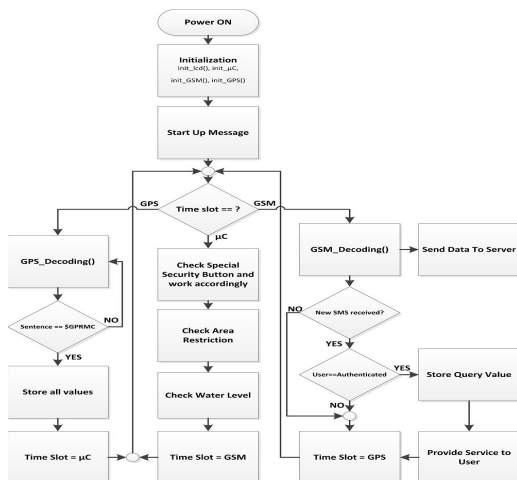 Power ON
Initialization
Init_lcd(), init_µC,
init_GSM(), init_GPS()
Start Up Message
GPS
Time slot == ?
GSM
µC
GPS_Decoding()
Check Special
Security Button and
work accordingly
GSM_Decoding()
Send Data To Server
Sentence == $GPRMC
NO
YES
Check Area
Restriction
NO
New SMS received?
YES
Store all values
Check Water Level
User==Authenticated
YES
NO
Store Query Value
Time Slot = µC
Time Slot = GSM
Time Slot = GPS
Provide Service to
User